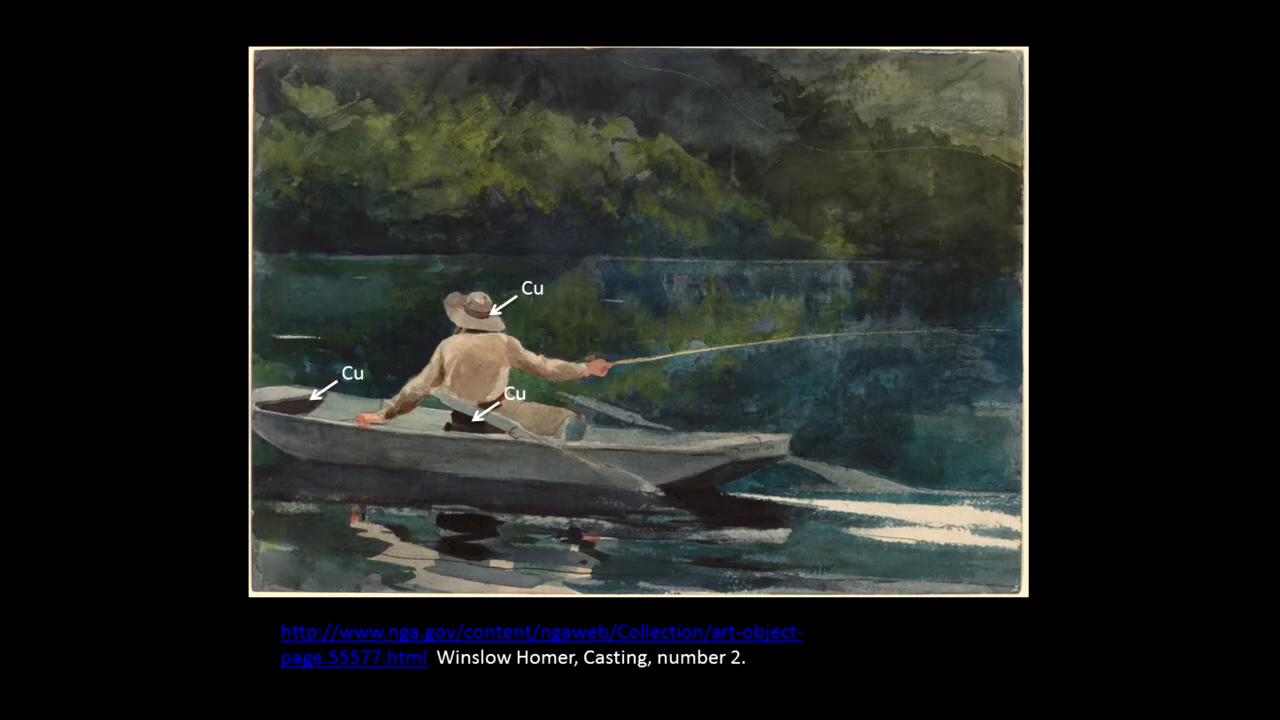 Cu
Cu
Cu
http://www.nga.gov/content/ngaweb/Collection/art-object-
page.55577.html Winslow Homer, Casting, number 2.